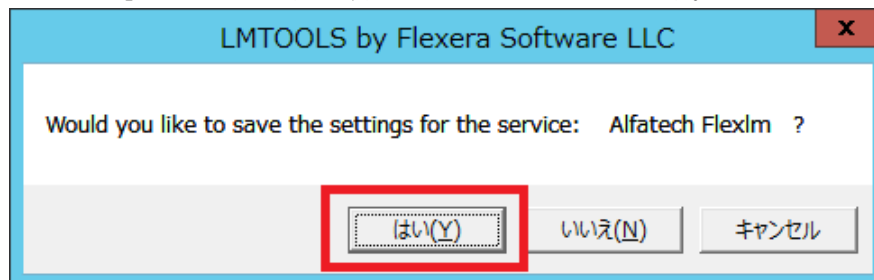 LMTOOLS by Flexera Software LLC
x
Would you like to save the settings for the service: Alfatech Flexlm ?
はい(Y) いいえ(N) キャンセル